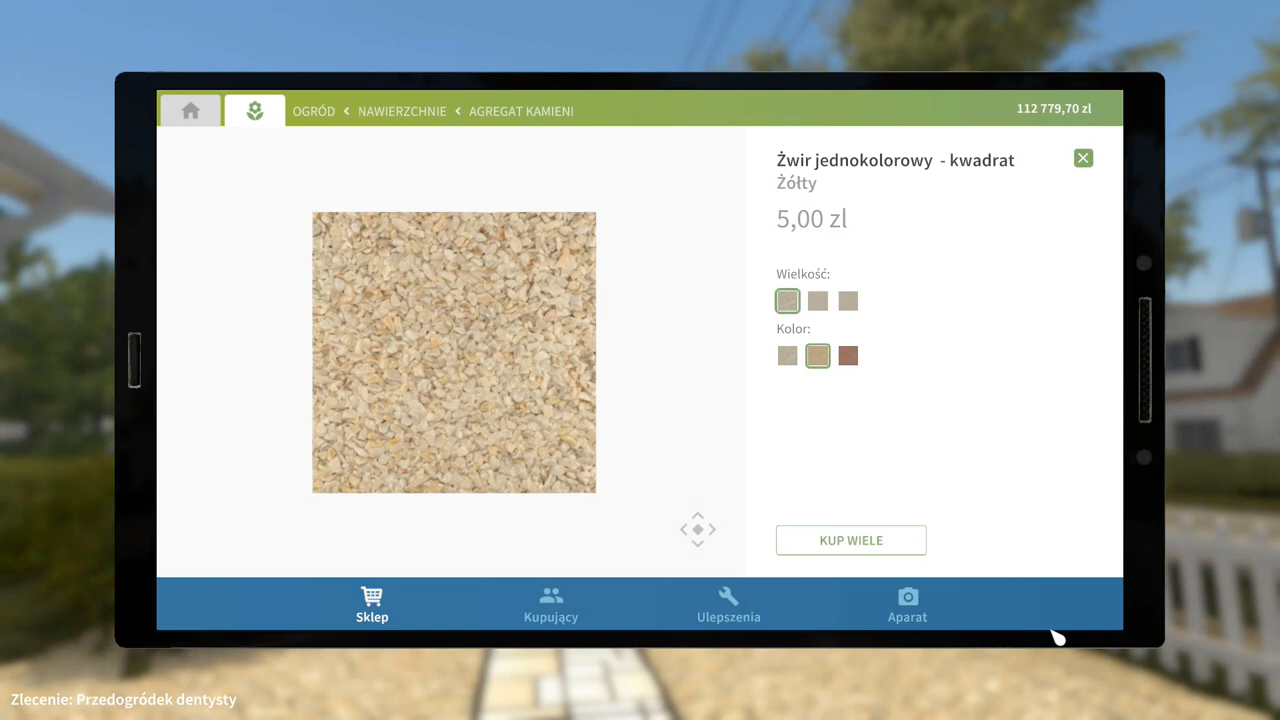 OGRÓD < NAWIERZCHNIE < AGREGAT KAMIENI
112 779,70 zl
Żwir jednokolorowy - kwadrat
Żółty
5,00 zl
Wielkość:
Kolor:
KUP WIELE
Sklep
Kupujący
Ulepszenia
Aparat
Zlecenie: Przedogródek dentysty